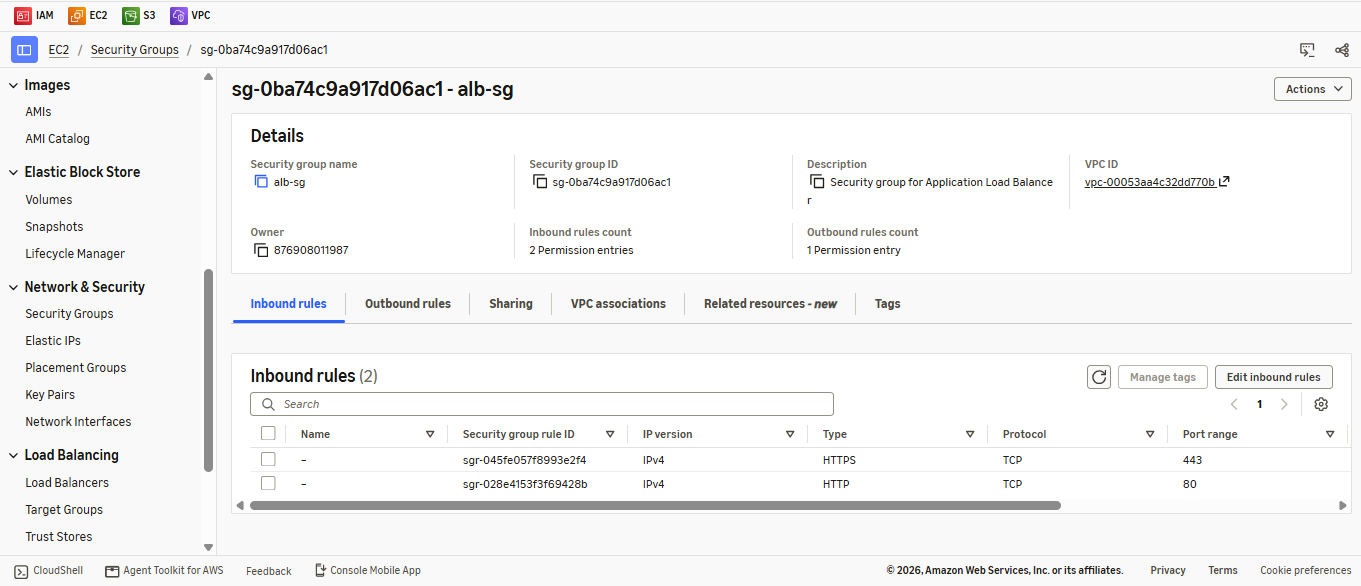 IAM EC2 S3 VPC
EC2 / Security Groups / sg-0ba74c9a917d06ac1
Images
AMIs
AMI Catalog
Elastic Block Store
Volumes
Snapshots
Lifecycle Manager
Network & Security
Security Groups
Elastic IPs
Placement Groups
Key Pairs
Network Interfaces
Load Balancing
Load Balancers
Target Groups
Trust Stores
sg-0ba74c9a917d06ac1 - alb-sg
Actions
Details
Security group name
alb-sg
Security group ID
sg-0ba74c9a917d06ac1
Description
Security group for Application Load Balance
r
VPC ID
vpc-00053aa4c32dd770b
Owner
876908011987
Inbound rules count
2 Permission entries
Outbound rules count
1 Permission entry
Inbound rules Outbound rules Sharing VPC associations Related resources - new Tags
Inbound rules (2)
Manage tags Edit inbound rules
Search
1
Name Security group rule ID IP version Type Protocol Port range
– sgr-045fe057f8993e2f4 IPv4 HTTPS TCP 443
– sgr-028e4153f3f69428b IPv4 HTTP TCP 80
CloudShell Agent Toolkit for AWS Feedback Console Mobile App © 2026, Amazon Web Services, Inc. or its affiliates. Privacy Terms Cookie preferences